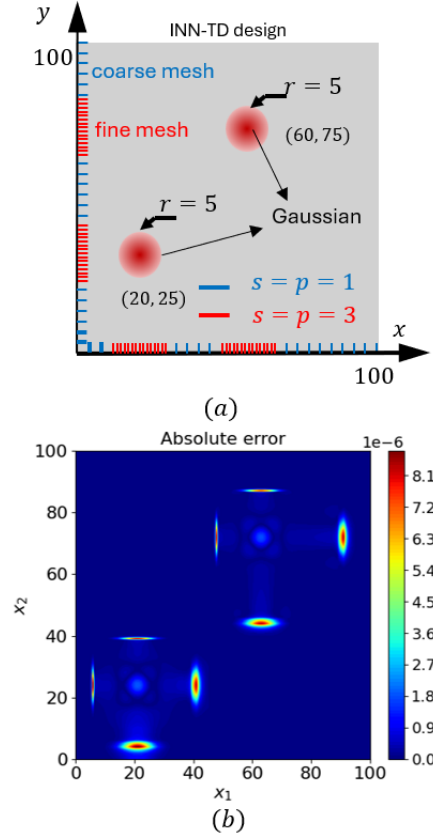 y
INN-TD design
100
coarse mesh
r = 5
fine mesh
(60, 75)
r = 5
Gaussian
(20, 25)
s = p = 1
s = p = 3
x
100
(a)
Absolute error
1e-6
100
80
60
40
20
0
x₂
0 20 40 60 80 100
x₁
8.1
7.2
6.3
5.4
4.5
3.6
2.7
1.8
0.9
0.0
(b)